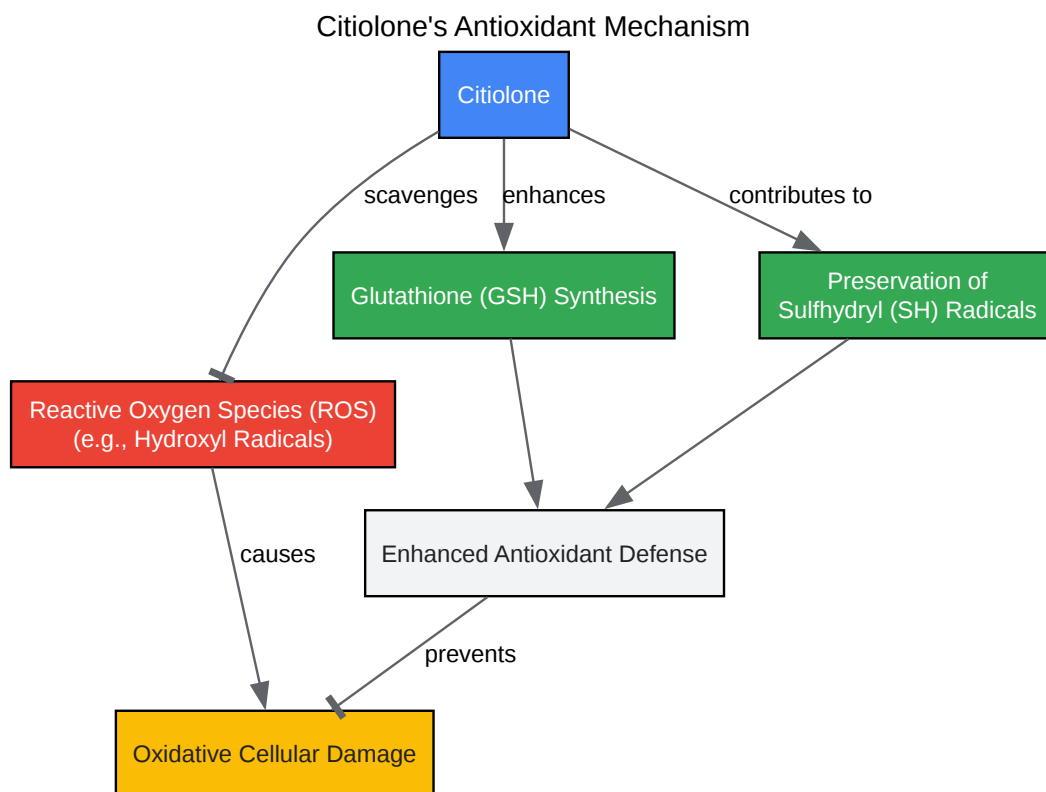 Citiolone's Antioxidant Mechanism
Citiolone
scavenges
enhances
contributes to
Glutathione (GSH) Synthesis
Preservation of
Sulfhydryl (SH) Radicals
Reactive Oxygen Species (ROS)
(e.g., Hydroxyl Radicals)
causes
Enhanced Antioxidant Defense
prevents
Oxidative Cellular Damage